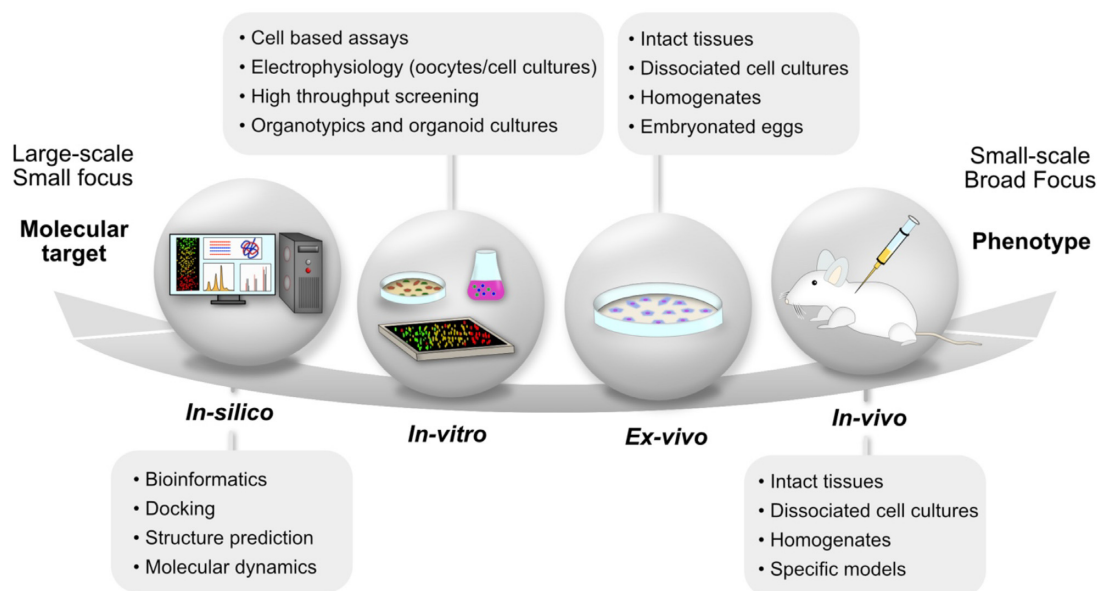 • Cell based assays
• Electrophysiology (oocytes/cell cultures)
• High throughput screening
• Organotypics and organoid cultures
• Intact tissues
• Dissociated cell cultures
• Homogenates
• Embryonated eggs
Large-scale
Small focus
Molecular
target
Small-scale
Broad Focus
Phenotype
In-silico
In-vitro
Ex-vivo
In-vivo
• Bioinformatics
• Docking
• Structure prediction
• Molecular dynamics
• Intact tissues
• Dissociated cell cultures
• Homogenates
• Specific models